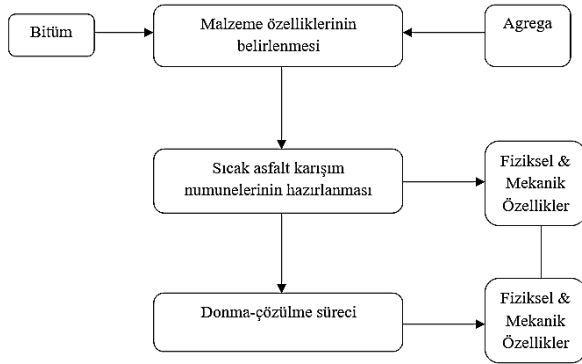 Bitüm
Malzeme özelliklerinin
belirlenmesi
Agrega
Sıcak asfalt karışım
numunelerinin hazırlanması
Fiziksel &
Mekanik
Özellikler
Donma-çözülme süreci
Fiziksel &
Mekanik
Özellikler